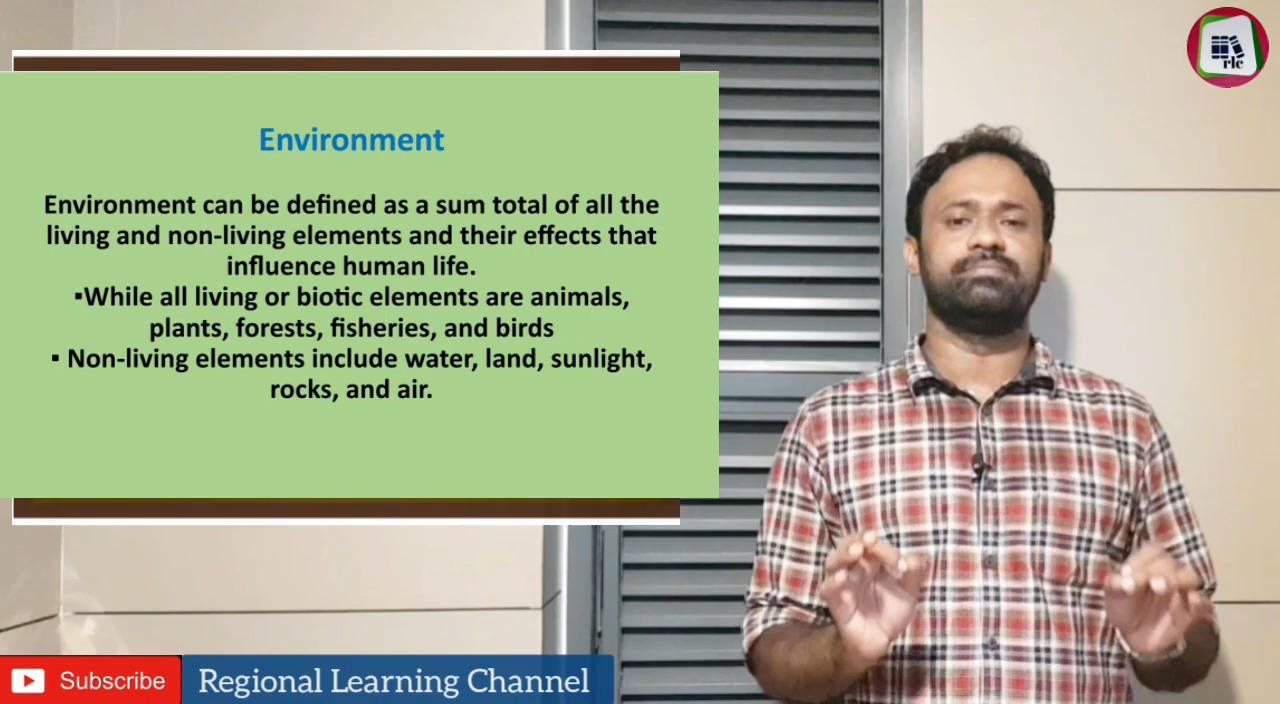 rlc
Environment
Environment can be defined as a sum total of all the
living and non-living elements and their effects that
influence human life.
▪While all living or biotic elements are animals,
plants, forests, fisheries, and birds
▪ Non-living elements include water, land, sunlight,
rocks, and air.
Subscribe
Regional Learning Channel